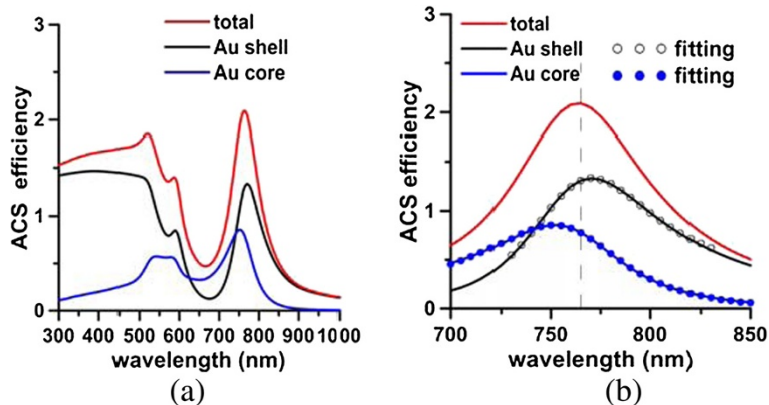 total
Au shell
Au core
ACS efficiency
3
2
1
0
300 400 500 600 700 800 900 1000
wavelength (nm)
(a)
total
Au shell
Au core
fitting
fitting
ACS efficiency
3
2
1
0
700 750 800 850
wavelength (nm)
(b)